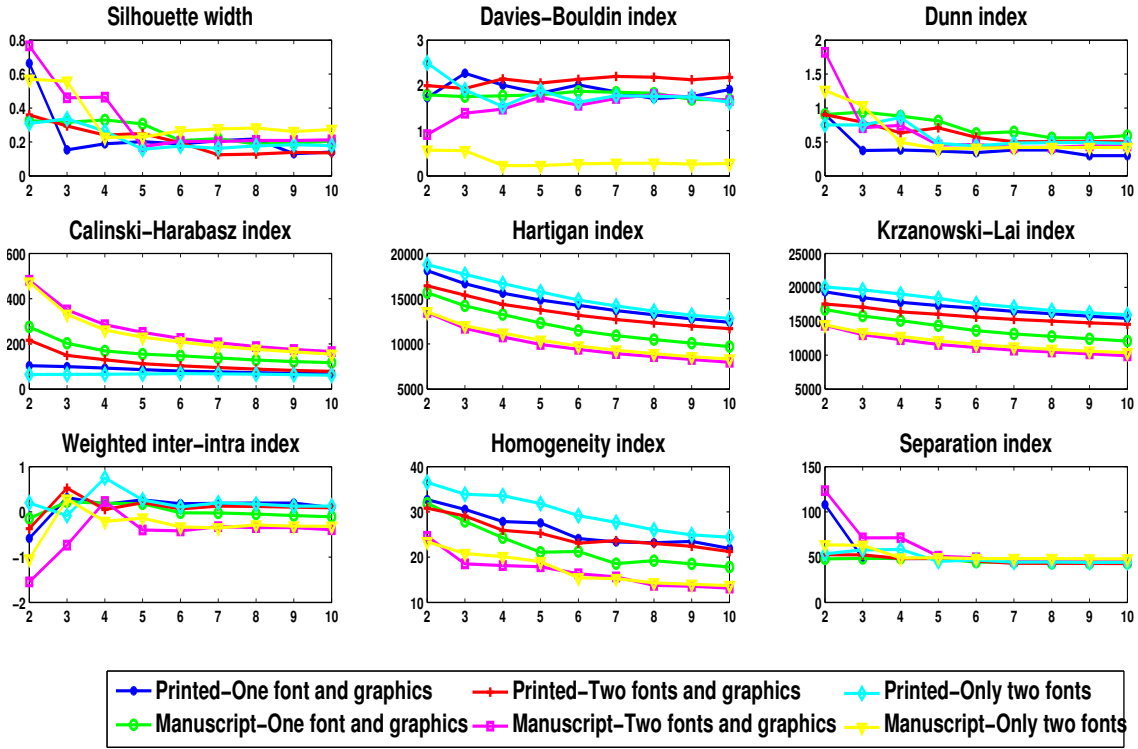 Silhouette width Davies−Bouldin index Dunn index
0.8 3 2
0.6 1.5
2
0.4 1
1
0.2 0.5
0 0 0
2 3 4 5 6 7 8 9 10 2 3 4 5 6 7 8 9 10 2 3 4 5 6 7 8 9 10
Calinski−Harabasz index Hartigan index Krzanowski−Lai index
600 20000 25000
400 15000 20000
15000
200 10000
10000
0 5000 5000
2 3 4 5 6 7 8 9 10 2 3 4 5 6 7 8 9 10 2 3 4 5 6 7 8 9 10
Weighted inter−intra index Homogeneity index Separation index
1 40 150
0 30 100
−1 20 50
−2 10 0
2 3 4 5 6 7 8 9 10 2 3 4 5 6 7 8 9 10 2 3 4 5 6 7 8 9 10
Printed−One font and graphics Printed−Two fonts and graphics Printed−Only two fonts
Manuscript−One font and graphics Manuscript−Two fonts and graphics Manuscript−Only two fonts